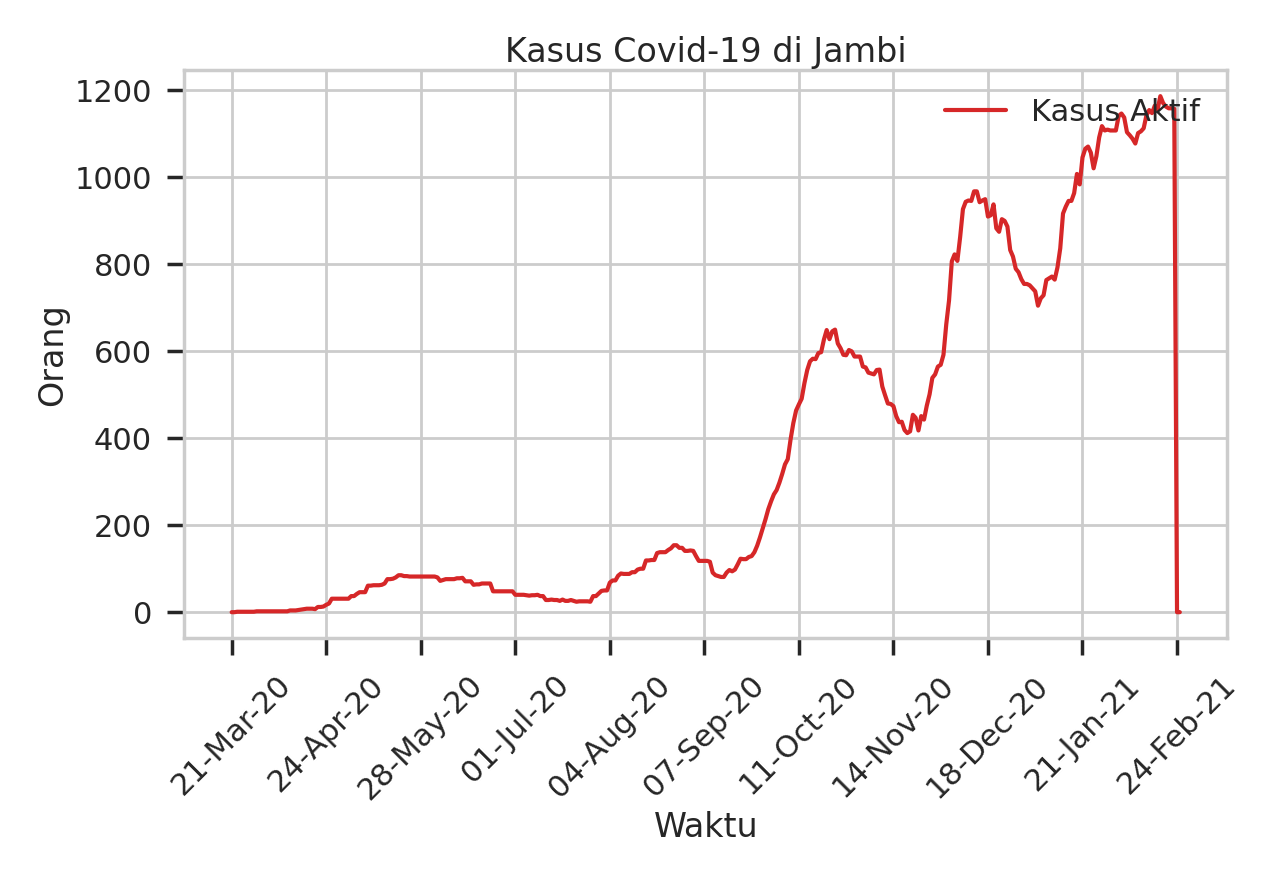 Kasus Covid-19 di Jambi
Kasus Aktif
1200
1000
800
600
400
200
0
Orang
21-Mar-20
24-Apr-20
28-May-20
01-Jul-20
04-Aug-20
07-Sep-20
11-Oct-20
14-Nov-20
18-Dec-20
21-Jan-21
24-Feb-21
Waktu